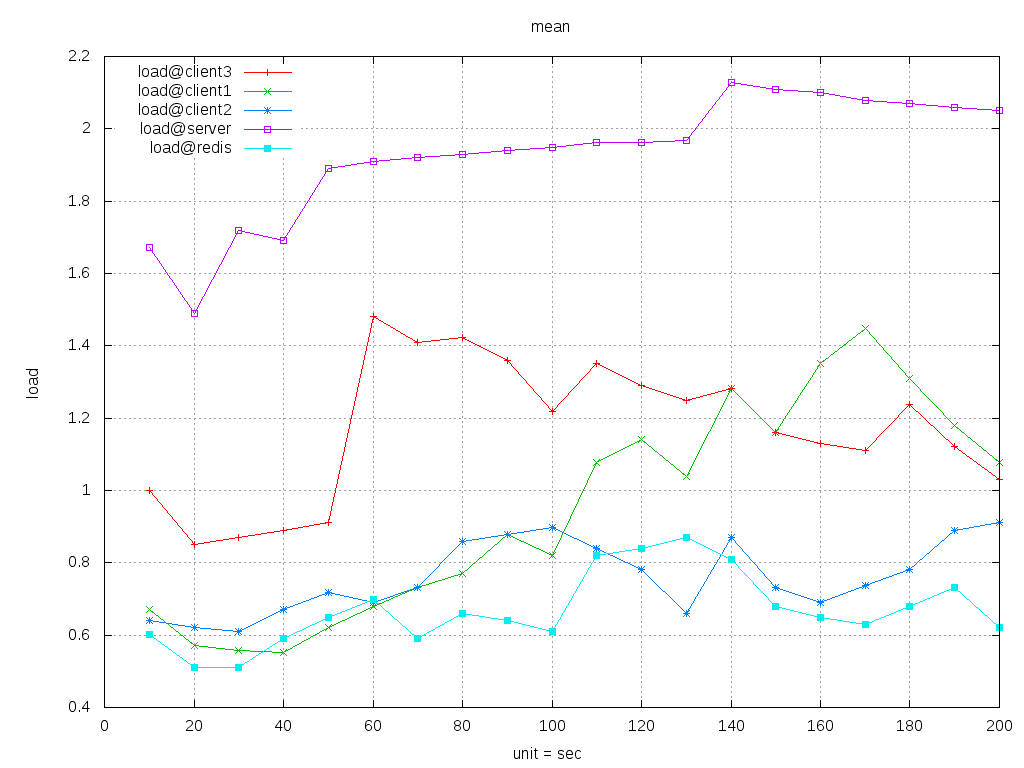 mean
2.2
2
1.8
1.6
1.4
1.2
1
0.8
0.6
0.4
load
load@client3
load@client1
load@client2
load@server
load@redis
0 20 40 60 80 100 120 140 160 180 200
unit = sec